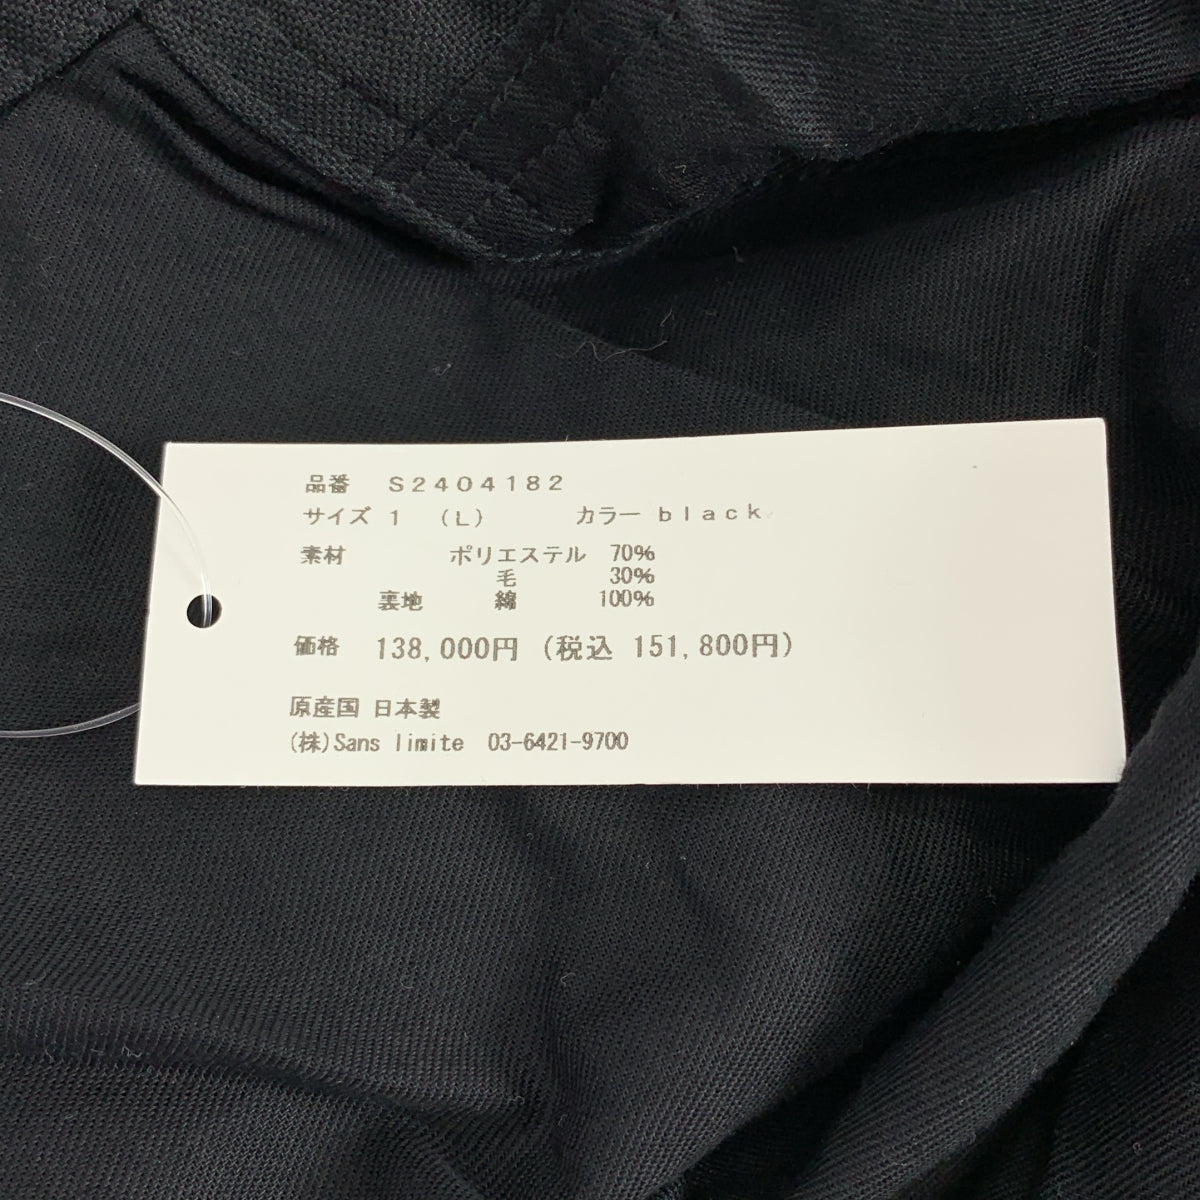 品番 S2404182
サイズ 1 (L) カラー black
素材 ポリエステル 70%
毛 30%
裏地 綿 100%
価格 138,000円 (税込 151,800円)
原産国 日本製
(株)Sans limite 03-6421-9700